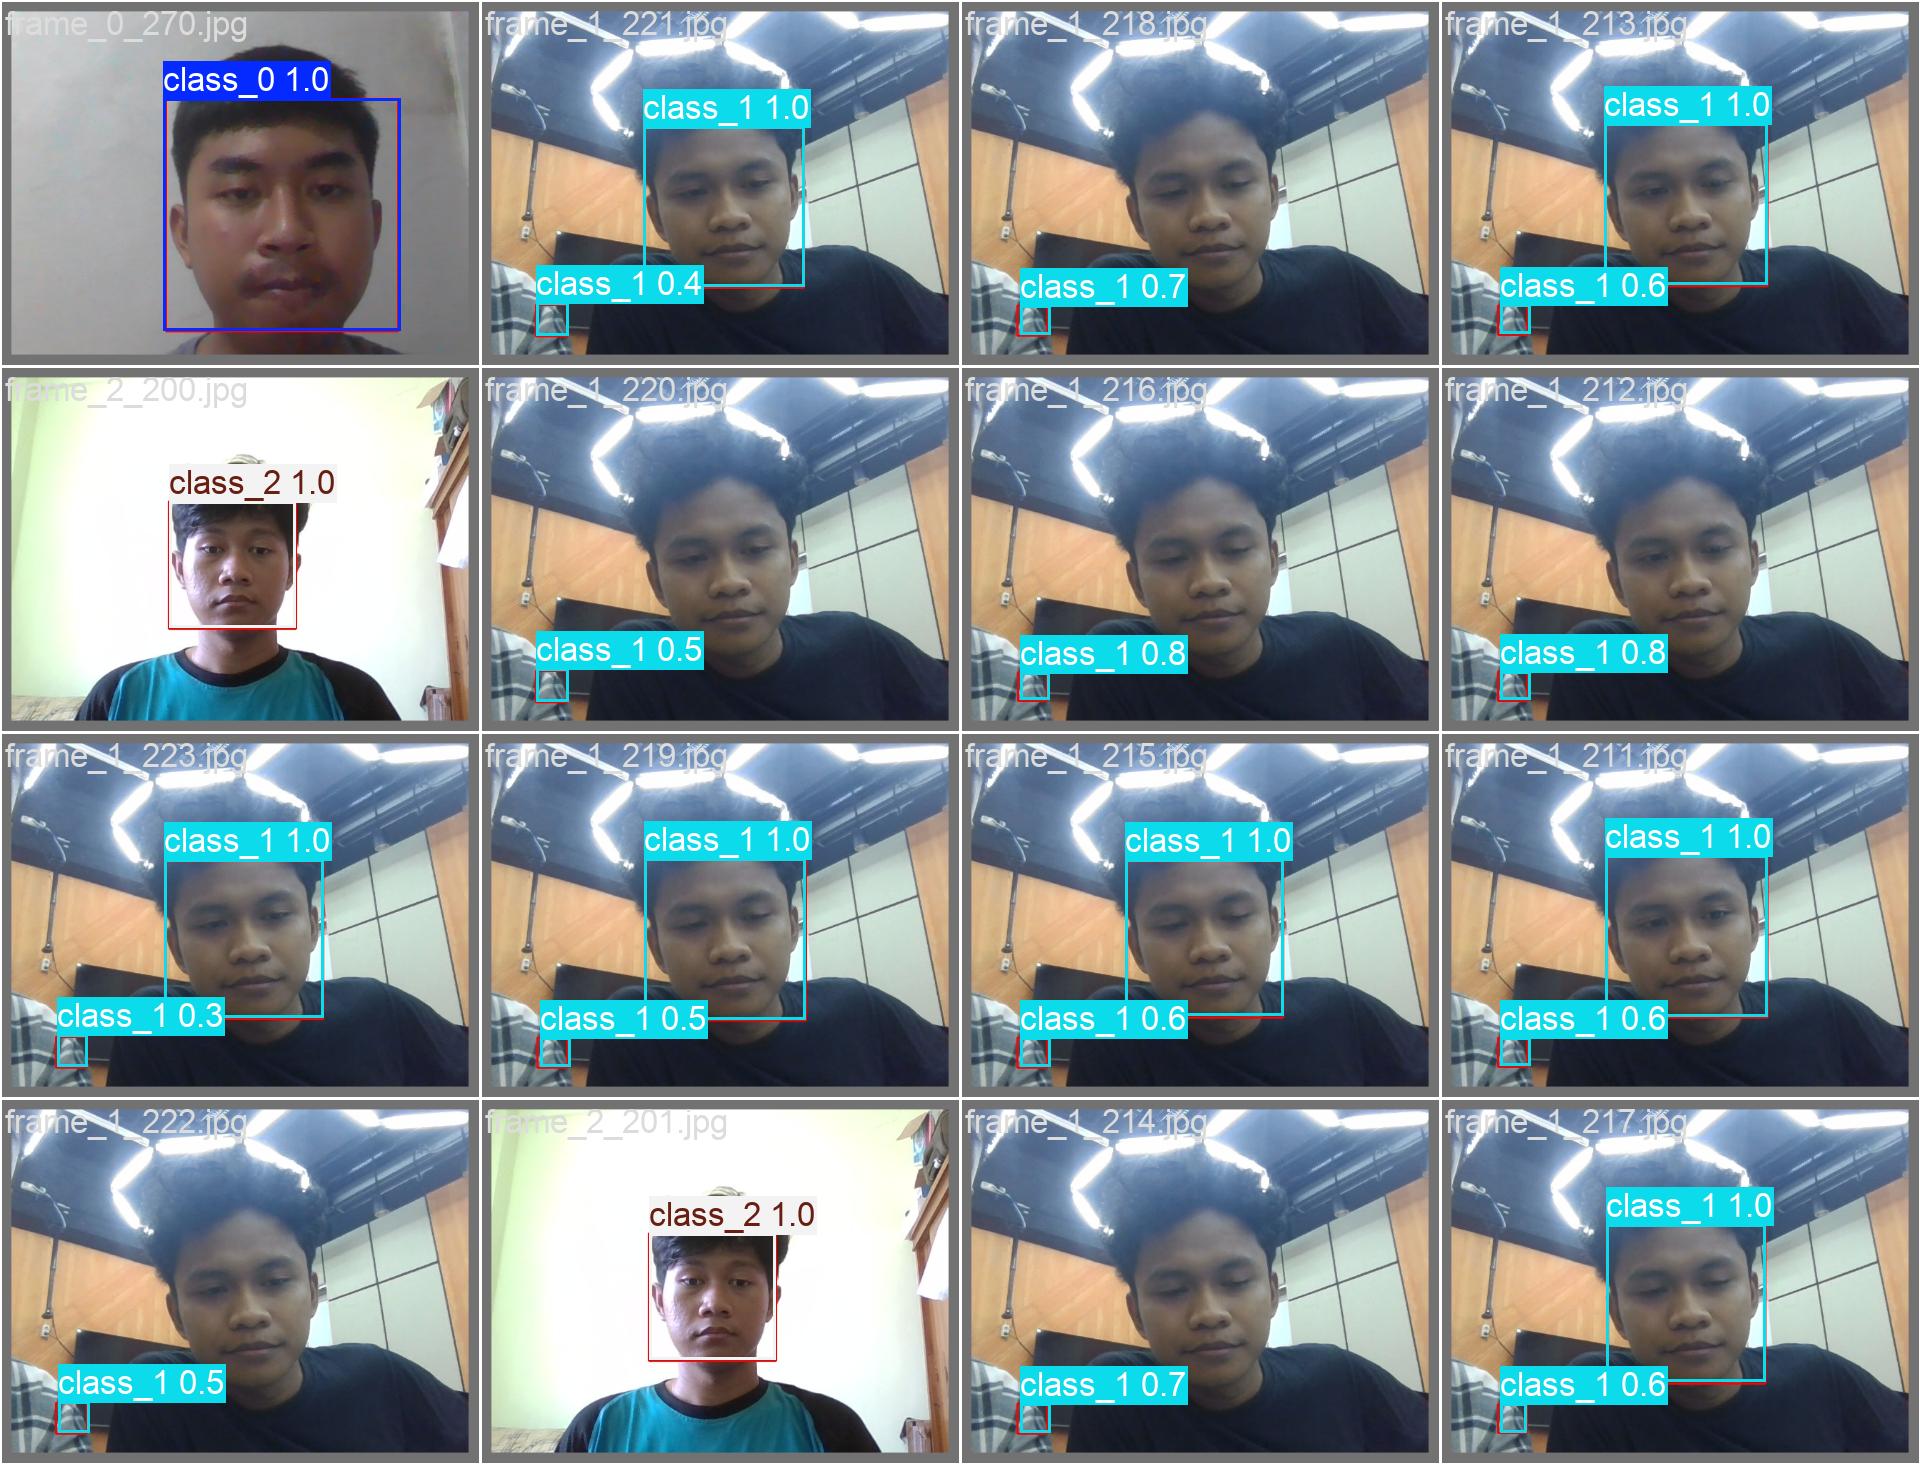 frame_0_270.jpg
class_0 1.0
frame_1_221.jpg
class_1 1.0
class_1 0.4
frame_1_218.jpg
class_1 0.7
frame_1_213.jpg
class_1 1.0
class_1 0.6
frame_2_200.jpg
class_2 1.0
frame_1_220.jpg
class_1 0.5
frame_1_216.jpg
class_1 0.8
frame_1_212.jpg
class_1 0.8
frame_1_223.jpg
class_1 1.0
class_1 0.3
frame_1_219.jpg
class_1 1.0
class_1 0.5
frame_1_215.jpg
class_1 1.0
class_1 0.6
frame_1_211.jpg
class_1 1.0
class_1 0.6
frame_1_222.jpg
class_1 0.5
frame_2_201.jpg
class_2 1.0
frame_1_214.jpg
class_1 0.7
frame_1_217.jpg
class_1 1.0
class_1 0.6